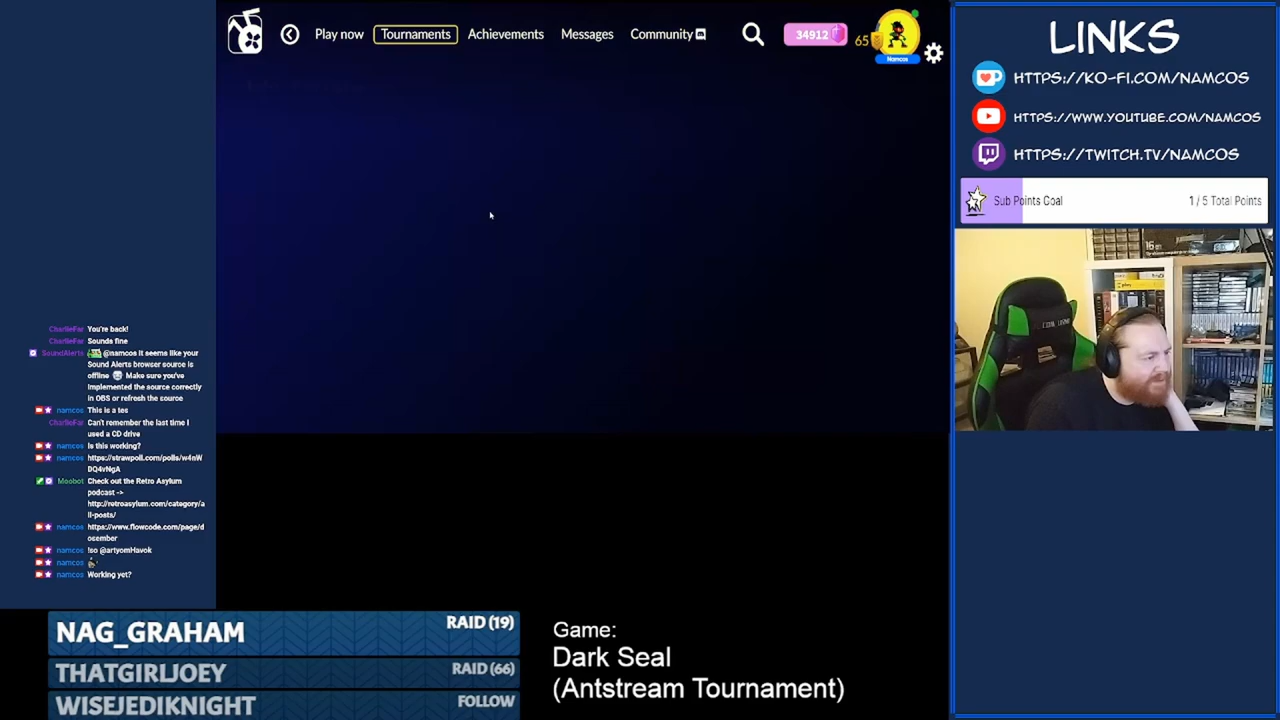 Play now
Tournaments
Achievements
Messages
Community
34912
65
Namcos
LINKS
HTTPS://KO-FI.COM/NAMCOS
HTTPS://WWW.YOUTUBE.COM/NAMCOS
HTTPS://TWITCH.TV/NAMCOS
Sub Points Goal
1 / 5 Total Points
CharlieFar You're back!
CharlieFar Sounds fine
SoundAlerts @namcos It seems like your
Sound Alerts browser source is
offline Make sure you've
implemented the source correctly
in OBS or refresh the source
namcos This is a tes
CharlieFar Can't remember the last time I
used a CD drive
namcos Is this working?
namcos https://strawpoll.com/polls/w4nW
DQ4vNgA
Moobot Check out the Retro Asylum
podcast ->
http://retroasylum.com/category/a
ll-posts/
namcos https://www.flowcode.com/page/d
osember
namcos !so @artyomHavok
namcos
namcos Working yet?
NAG_GRAHAM RAID (19)
THATGIRLJOEY RAID (66)
WISEJEDIKNIGHT FOLLOW
Game:
Dark Seal
(Antstream Tournament)